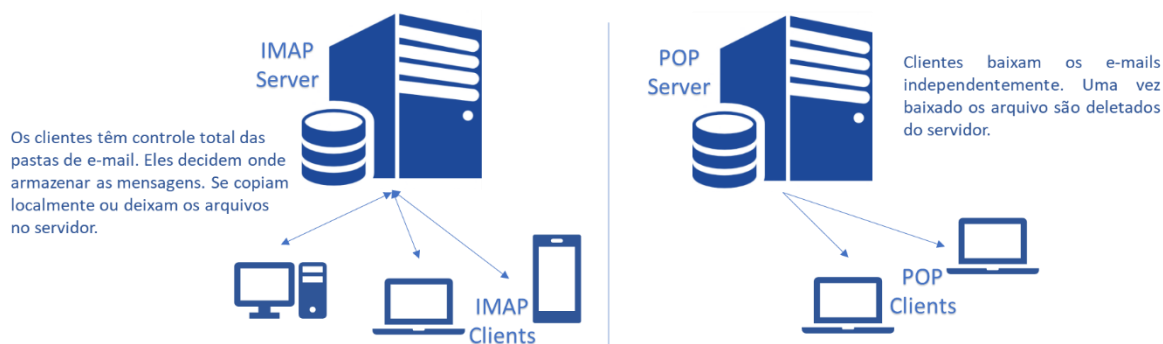 IMAP
Server
Os clientes têm controle total das
pastas de e-mail. Eles decidem onde
armazenar as mensagens. Se copiam
localmente ou deixam os arquivos
no servidor.
IMAP
Clients
POP
Server
Clientes baixam os e-mails
independentemente. Uma vez
baixado os arquivo são deletados
do servidor.
POP
Clients